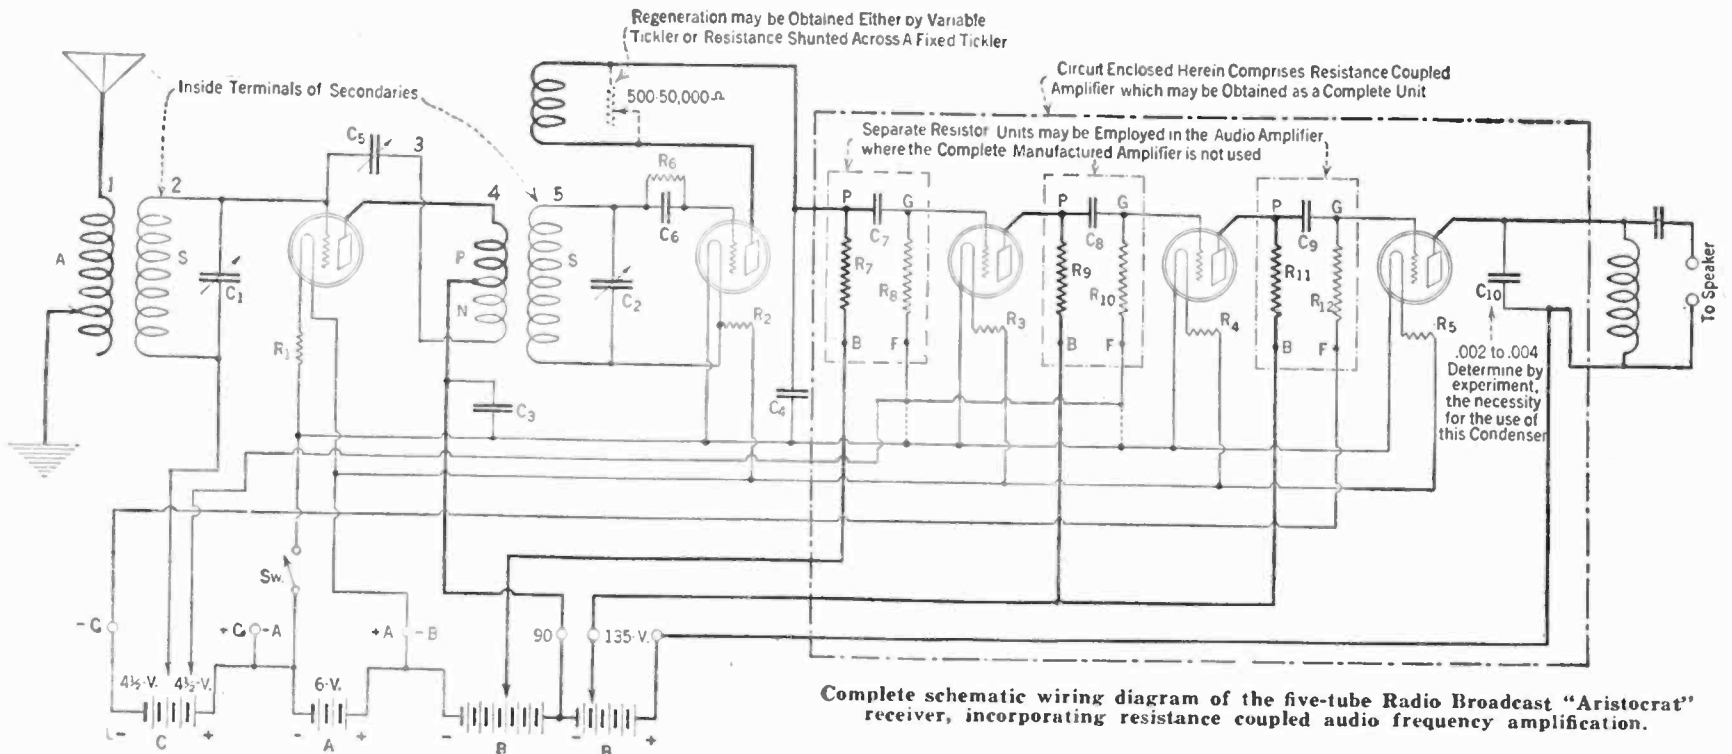 Regeneration may be Obtained Either by Variable
Tickler or Resistance Shunted Across A Fixed Tickler
Inside Terminals of Secondaries
500-50,000 Ω
Circuit Enclosed Herein Comprises Resistance Coupled
Amplifier which may be Obtained as a Complete Unit
Separate Resistor Units may be Employed in the Audio Amplifier
where the Complete Manufactured Amplifier is not used
A
1
2
S
C1
C5
3
R1
4
P
N
C3
5
S
C2
R6
C6
R2
C4
P
G
C7
R7
R8
B
F
R3
P
G
C8
R9
R10
B
F
R4
P
G
C9
R11
R12
B
F
R5
C10
.002 to .004
Determine by
experiment,
the necessity
for the use of
this Condenser
To Speaker
Sw.
-C
+C
-A
+A
-B
90
135-V.
4½-V.
4½-V.
6-V.
-
C
+
-
A
+
-
B
-
B
+
Complete schematic wiring diagram of the five-tube Radio Broadcast “Aristocrat”
receiver, incorporating resistance coupled audio frequency amplification.